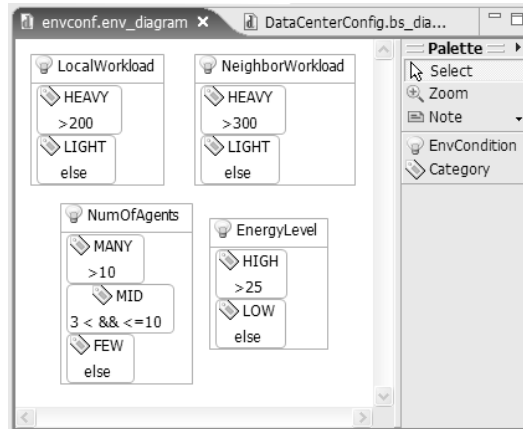 envconf.env_diagram
DataCenterConfig.bs_dia...
LocalWorkload
HEAVY
>200
LIGHT
else
NeighborWorkload
HEAVY
>300
LIGHT
else
NumOfAgents
MANY
>10
MID
3 < && <=10
FEW
else
EnergyLevel
HIGH
>25
LOW
else
Palette
Select
Zoom
Note
EnvCondition
Category